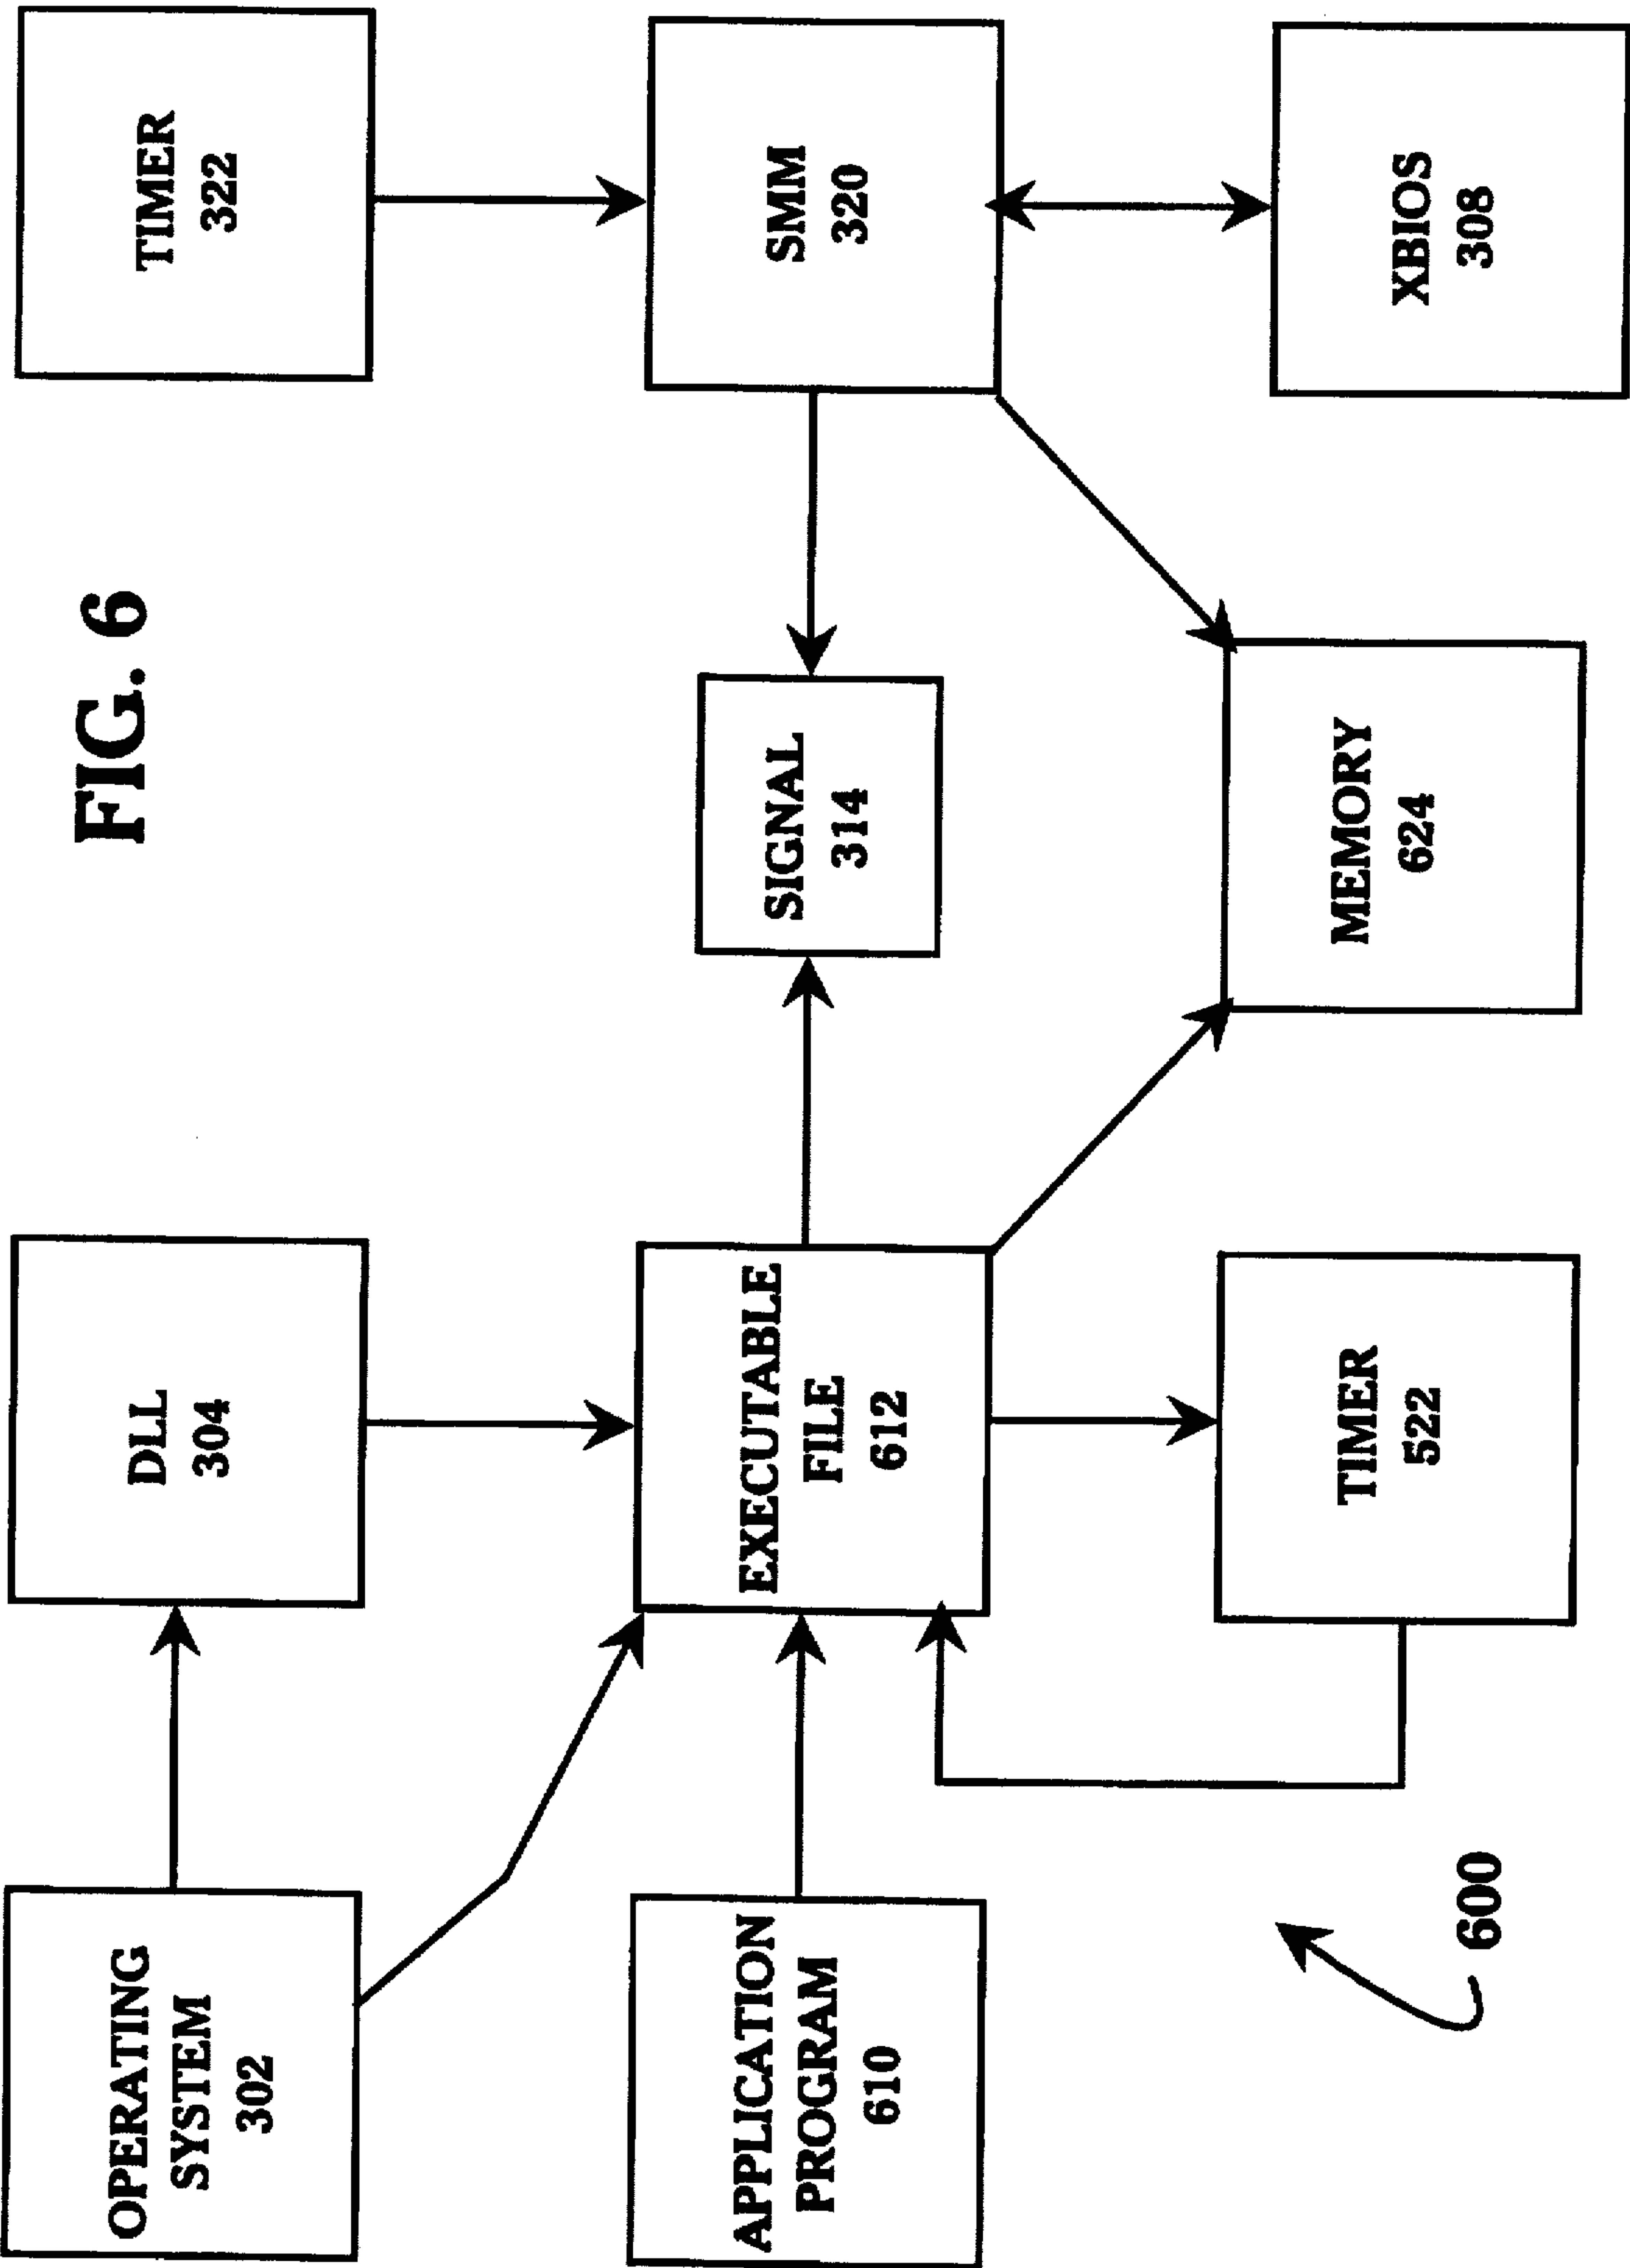 FIG. 6
OPERATING
SYSTEM
302
DLL
304
TIMER
322
APPLICATION
PROGRAM
610
EXECUTABLE
FILE
612
SIGNAL
314
SMM
320
TIMER
522
MEMORY
624
XBIOS
308
600